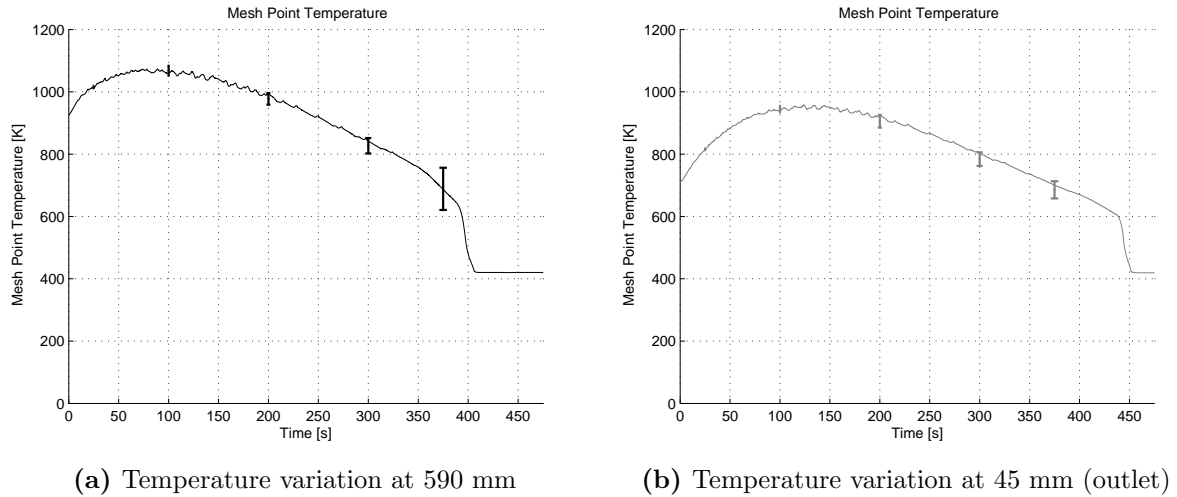 Mesh Point Temperature
1200
1000
800
600
400
200
0
Mesh Point Temperature [K]
0 50 100 150 200 250 300 350 400 450
Time [s]
(a) Temperature variation at 590 mm
Mesh Point Temperature
1200
1000
800
600
400
200
0
Mesh Point Temperature [K]
0 50 100 150 200 250 300 350 400 450
Time [s]
(b) Temperature variation at 45 mm (outlet)